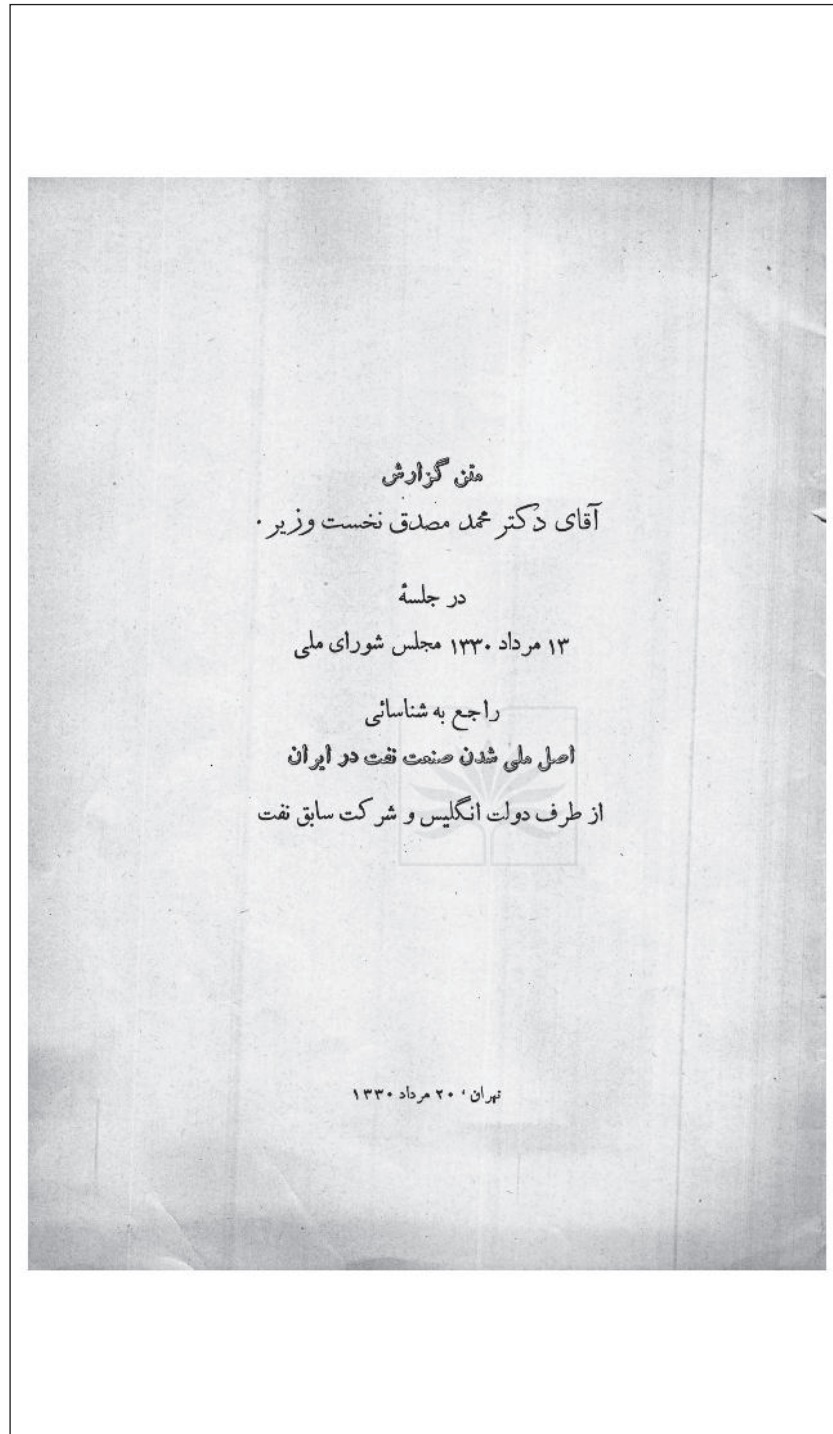 متن گزارش
آقای دکتر محمد مصدق نخست وزیر .
در جلسهٔ
۱۳ مرداد ۱۳۳۰ مجلس شورای ملی
راجع به شناسائی
اصل ملی شدن صنعت نفت در ایران
از طرف دولت انگلیس و شرکت سابق نفت
تهران ، ۲۰ مرداد ۱۳۳۰